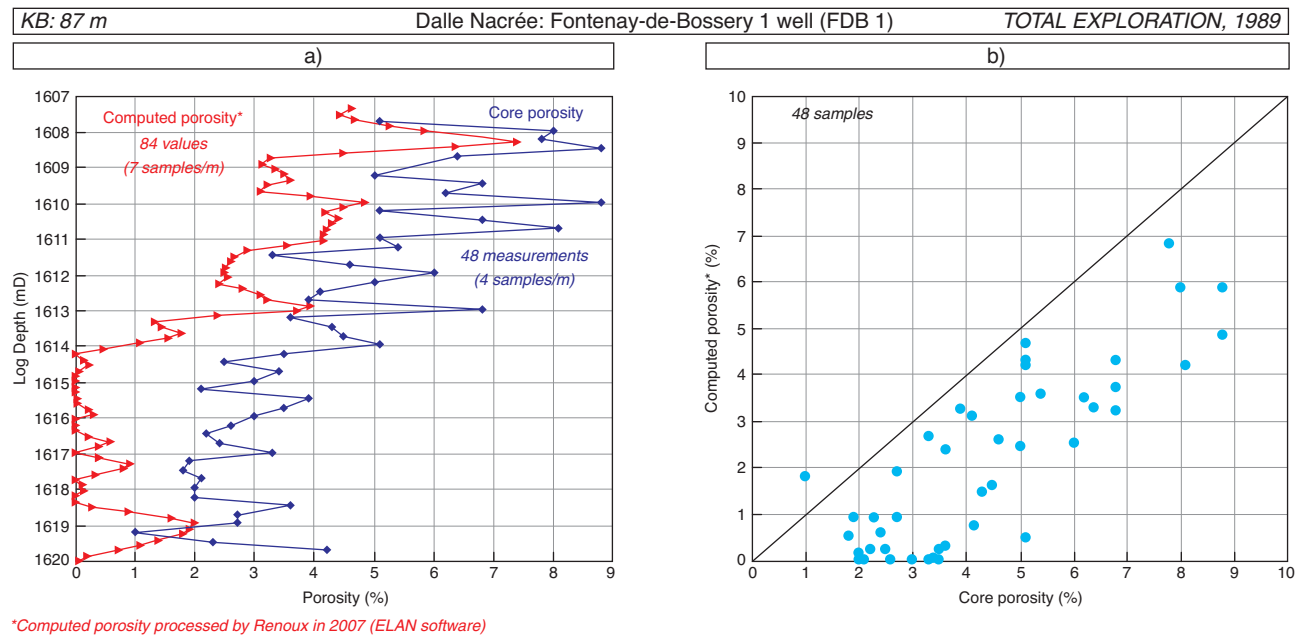 KB: 87 m Dalle Nacrée: Fontenay-de-Bossery 1 well (FDB 1) TOTAL EXPLORATION, 1989
a)
1607
1608
1609
1610
1611
1612
1613
1614
1615
1616
1617
1618
1619
1620
Log Depth (mD)
Computed porosity*
84 values
(7 samples/m)
Core porosity
48 measurements
(4 samples/m)
0 1 2 3 4 5 6 7 8 9
Porosity (%)
b)
10
9
8
7
6
5
4
3
2
1
0
Computed porosity* (%)
48 samples
0 1 2 3 4 5 6 7 8 9 10
Core porosity (%)
*Computed porosity processed by Renoux in 2007 (ELAN software)